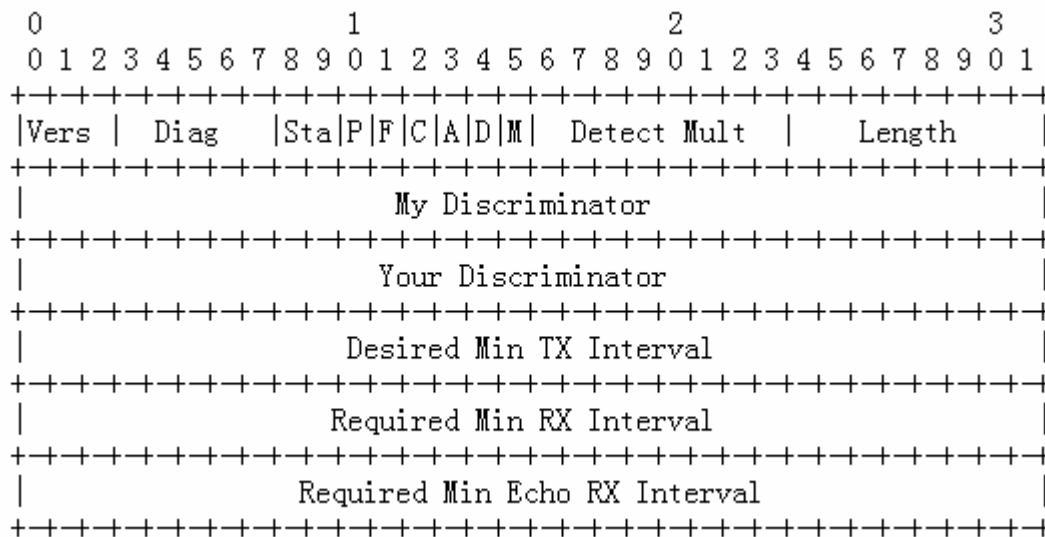 0                   1                   2                   3
0 1 2 3 4 5 6 7 8 9 0 1 2 3 4 5 6 7 8 9 0 1 2 3 4 5 6 7 8 9 0 1
+-+-+-+-+-+-+-+-+-+-+-+-+-+-+-+-+-+-+-+-+-+-+-+-+-+-+-+-+-+-+-+-+
|Vers |  Diag   |Sta|P|F|C|A|D|M|  Detect Mult  |    Length     |
+-+-+-+-+-+-+-+-+-+-+-+-+-+-+-+-+-+-+-+-+-+-+-+-+-+-+-+-+-+-+-+-+
|                       My Discriminator                        |
+-+-+-+-+-+-+-+-+-+-+-+-+-+-+-+-+-+-+-+-+-+-+-+-+-+-+-+-+-+-+-+-+
|                      Your Discriminator                       |
+-+-+-+-+-+-+-+-+-+-+-+-+-+-+-+-+-+-+-+-+-+-+-+-+-+-+-+-+-+-+-+-+
|                    Desired Min TX Interval                    |
+-+-+-+-+-+-+-+-+-+-+-+-+-+-+-+-+-+-+-+-+-+-+-+-+-+-+-+-+-+-+-+-+
|                   Required Min RX Interval                    |
+-+-+-+-+-+-+-+-+-+-+-+-+-+-+-+-+-+-+-+-+-+-+-+-+-+-+-+-+-+-+-+-+
|                 Required Min Echo RX Interval                 |
+-+-+-+-+-+-+-+-+-+-+-+-+-+-+-+-+-+-+-+-+-+-+-+-+-+-+-+-+-+-+-+-+